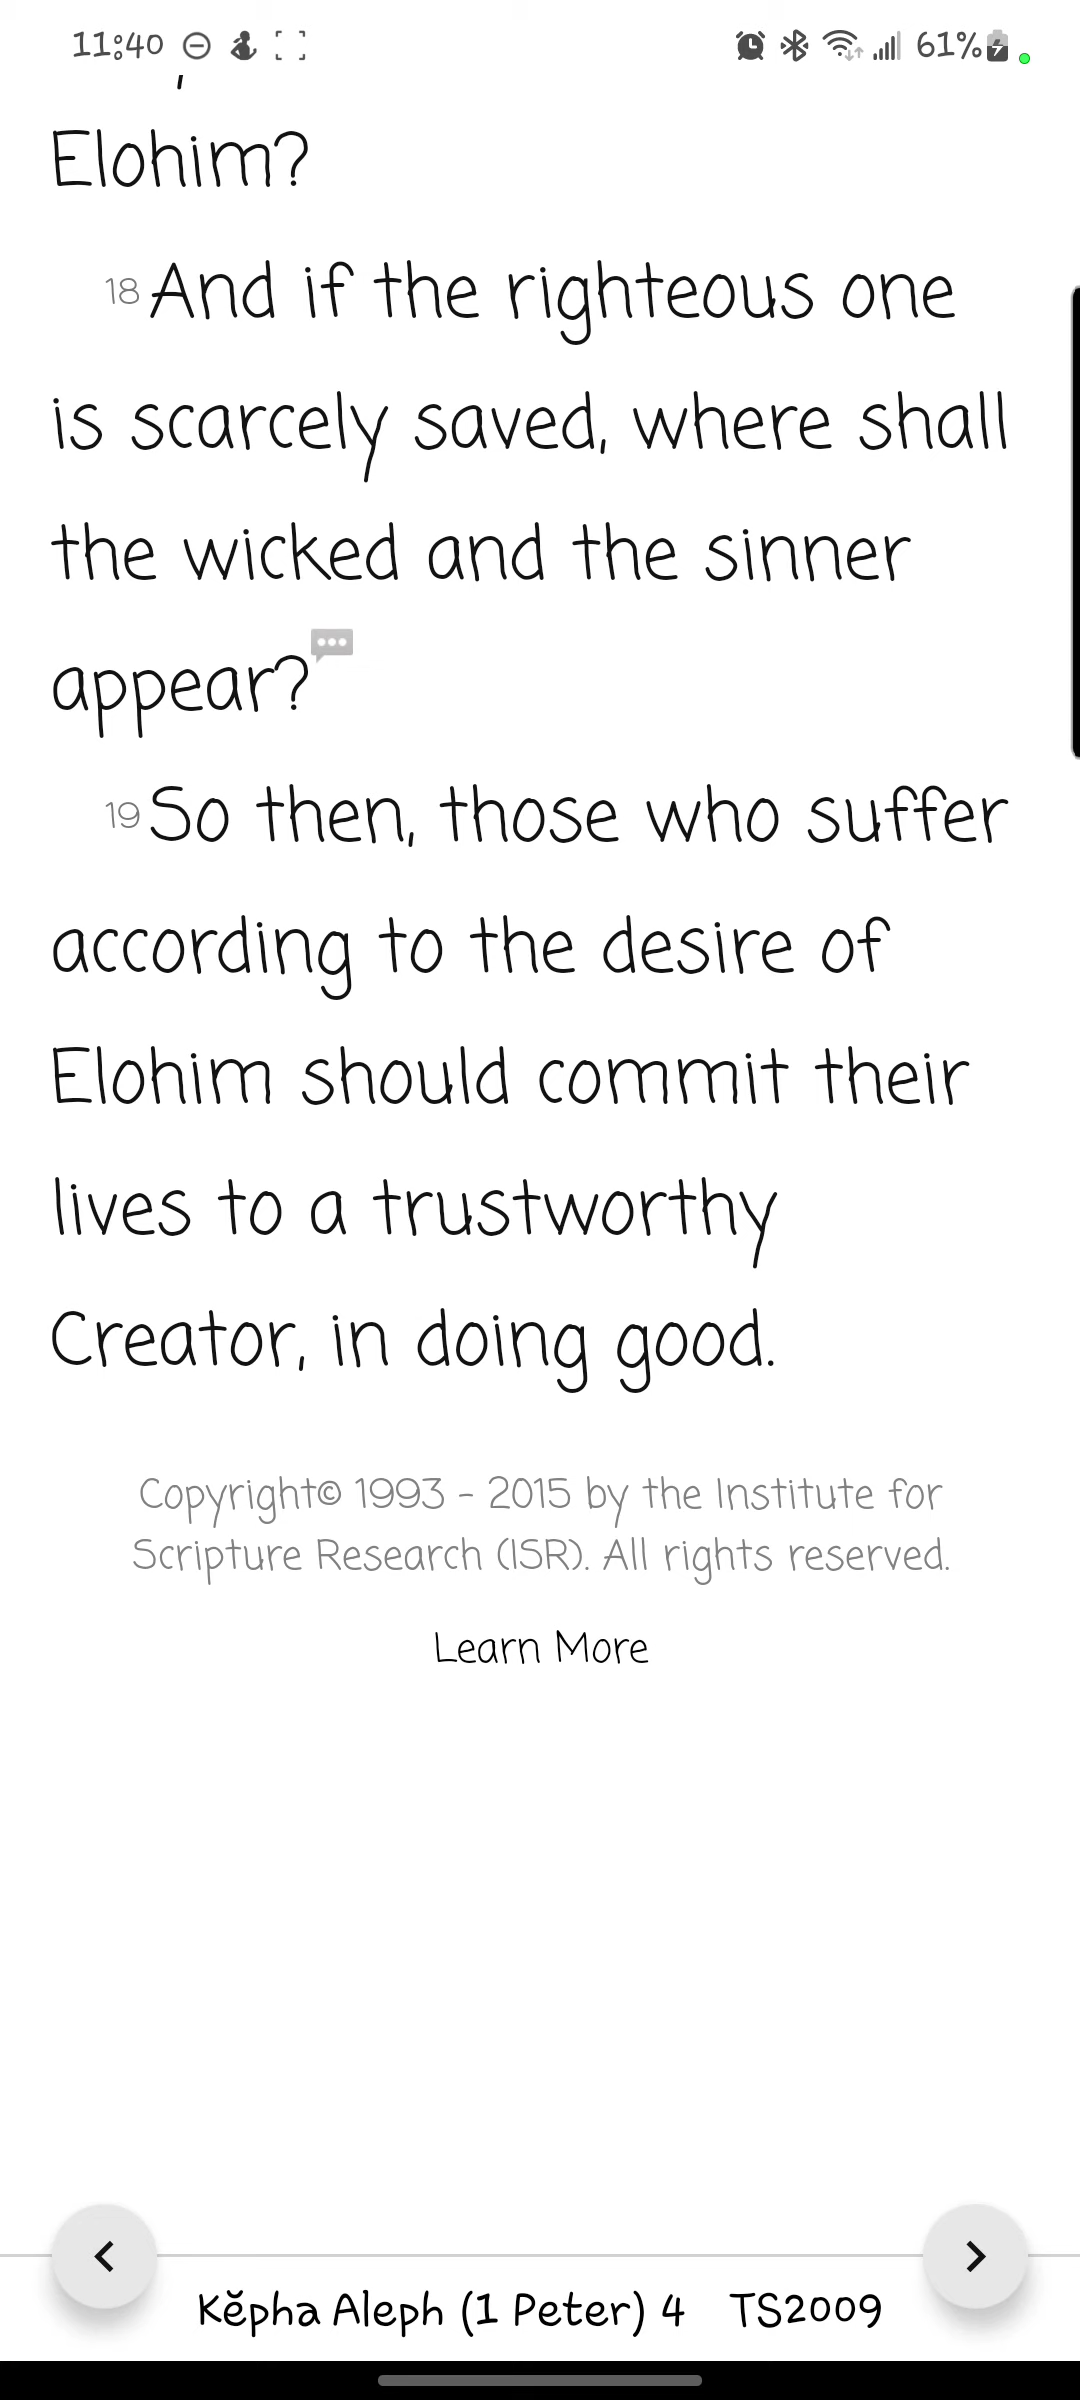 11:40 61%
Elohim?
18 And if the righteous one
is scarcely saved, where shall
the wicked and the sinner
appear?
19 So then, those who suffer
according to the desire of
Elohim should commit their
lives to a trustworthy
Creator, in doing good.
Copyright© 1993 - 2015 by the Institute for
Scripture Research (ISR). All rights reserved.
Learn More
Kĕpha Aleph (1 Peter) 4 TS2009